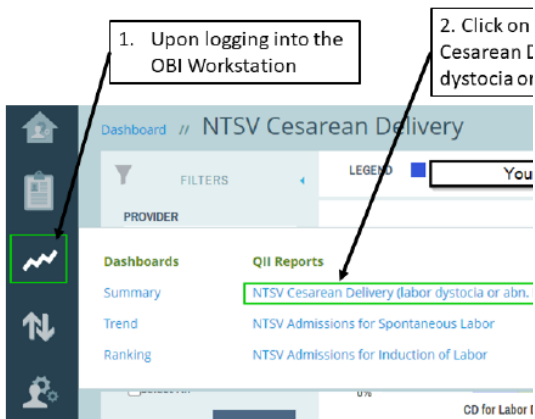 1. Upon logging into the
OBI Workstation
2. Click on
Cesarean D
dystocia or
Dashboard // NTSV Cesarean Delivery
FILTERS
LEGEND
You
PROVIDER
Dashboards
QII Reports
Summary
NTSV Cesarean Delivery (labor dystocia or abn.
Trend
NTSV Admissions for Spontaneous Labor
Ranking
NTSV Admissions for Induction of Labor
0%
CD for Labor D